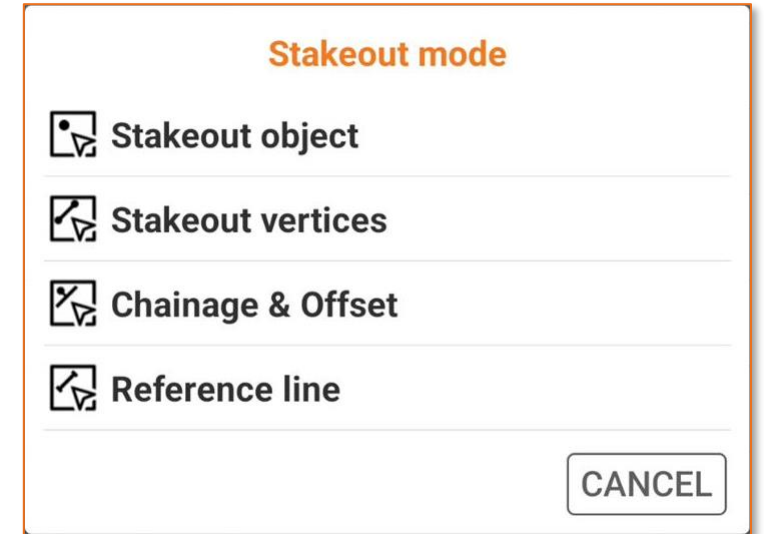 Stakeout mode
Stakeout object
Stakeout vertices
Chainage & Offset
Reference line
CANCEL